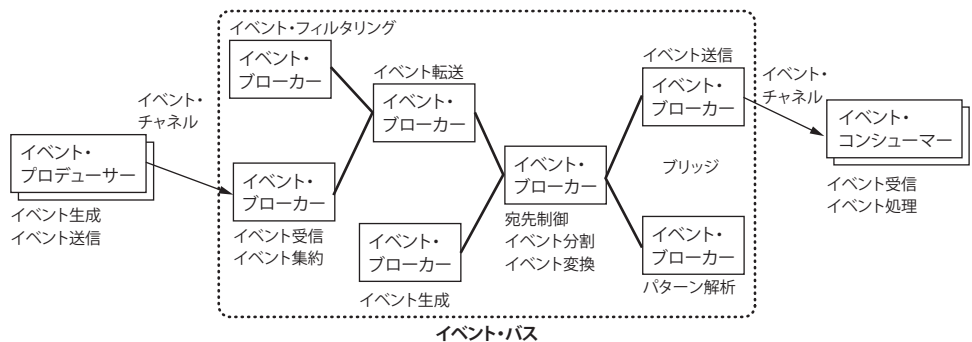 イベント・フィルタリング
イベント・
ブローカー
イベント転送
イベント・
ブローカー
イベント送信
イベント・
ブローカー
イベント・
チャネル
イベント・
チャネル
イベント・
プロデューサー
イベント生成
イベント送信
イベント・
ブローカー
イベント受信
イベント集約
イベント・
ブローカー
イベント生成
イベント・
ブローカー
宛先制御
イベント分割
イベント変換
ブリッジ
イベント・
ブローカー
パターン解析
イベント・
コンシューマー
イベント受信
イベント処理
イベント・バス